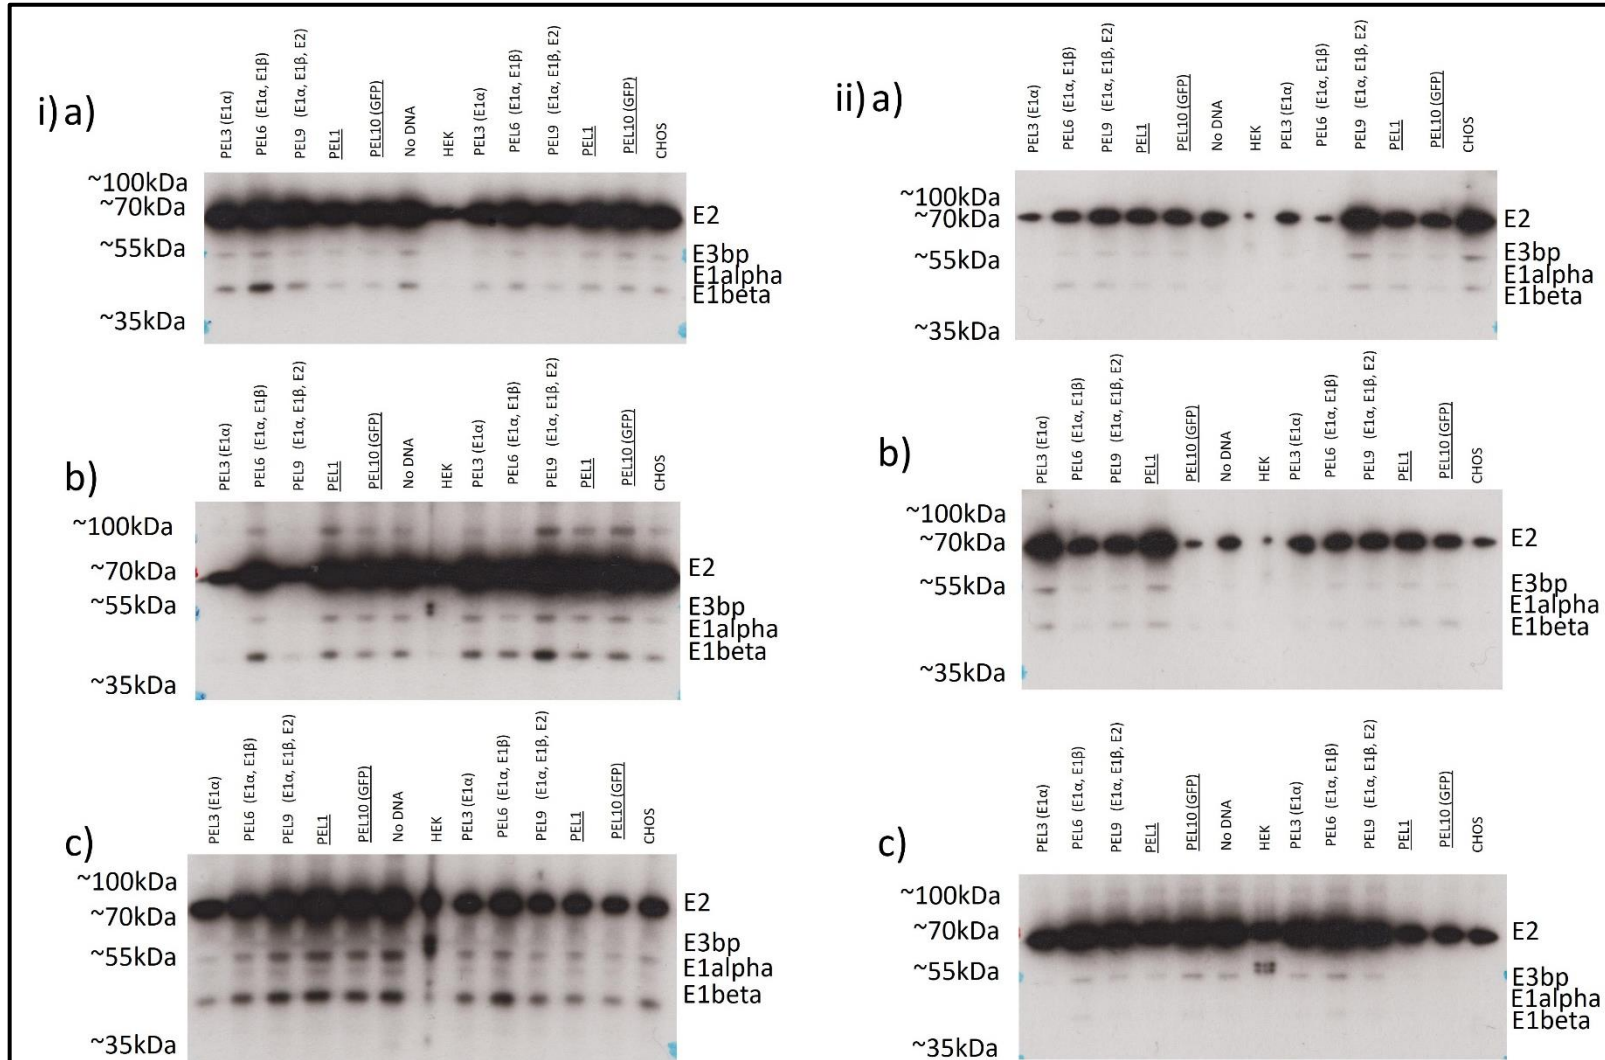 i) a)
PEL3 (E1α)
PEL6 (E1α, E1β)
PEL9 (E1α, E1β, E2)
PEL1
PEL10 (GFP)
No DNA
HEK
PEL3 (E1α)
PEL6 (E1α, E1β)
PEL9 (E1α, E1β, E2)
PEL1
PEL10 (GFP)
CHOS
~100kDa
~70kDa
~55kDa
~35kDa
E2
E3bp
E1alpha
E1beta
b)
PEL3 (E1α)
PEL6 (E1α, E1β)
PEL9 (E1α, E1β, E2)
PEL1
PEL10 (GFP)
No DNA
HEK
PEL3 (E1α)
PEL6 (E1α, E1β)
PEL9 (E1α, E1β, E2)
PEL1
PEL10 (GFP)
CHOS
~100kDa
~70kDa
~55kDa
~35kDa
E2
E3bp
E1alpha
E1beta
c)
PEL3 (E1α)
PEL6 (E1α, E1β)
PEL9 (E1α, E1β, E2)
PEL1
PEL10 (GFP)
No DNA
HEK
PEL3 (E1α)
PEL6 (E1α, E1β)
PEL9 (E1α, E1β, E2)
PEL1
PEL10 (GFP)
CHOS
~100kDa
~70kDa
~55kDa
~35kDa
E2
E3bp
E1alpha
E1beta
ii) a)
PEL3 (E1α)
PEL6 (E1α, E1β)
PEL9 (E1α, E1β, E2)
PEL1
PEL10 (GFP)
No DNA
HEK
PEL3 (E1α)
PEL6 (E1α, E1β)
PEL9 (E1α, E1β, E2)
PEL1
PEL10 (GFP)
CHOS
~100kDa
~70kDa
~55kDa
~35kDa
E2
E3bp
E1alpha
E1beta
b)
PEL3 (E1α)
PEL6 (E1α, E1β)
PEL9 (E1α, E1β, E2)
PEL1
PEL10 (GFP)
No DNA
HEK
PEL3 (E1α)
PEL6 (E1α, E1β)
PEL9 (E1α, E1β, E2)
PEL1
PEL10 (GFP)
CHOS
~100kDa
~70kDa
~55kDa
~35kDa
E2
E3bp
E1alpha
E1beta
c)
PEL3 (E1α)
PEL6 (E1α, E1β)
PEL9 (E1α, E1β, E2)
PEL1
PEL10 (GFP)
No DNA
HEK
PEL3 (E1α)
PEL6 (E1α, E1β)
PEL9 (E1α, E1β, E2)
PEL1
PEL10 (GFP)
CHOS
~100kDa
~70kDa
~55kDa
~35kDa
E2
E3bp
E1alpha
E1beta